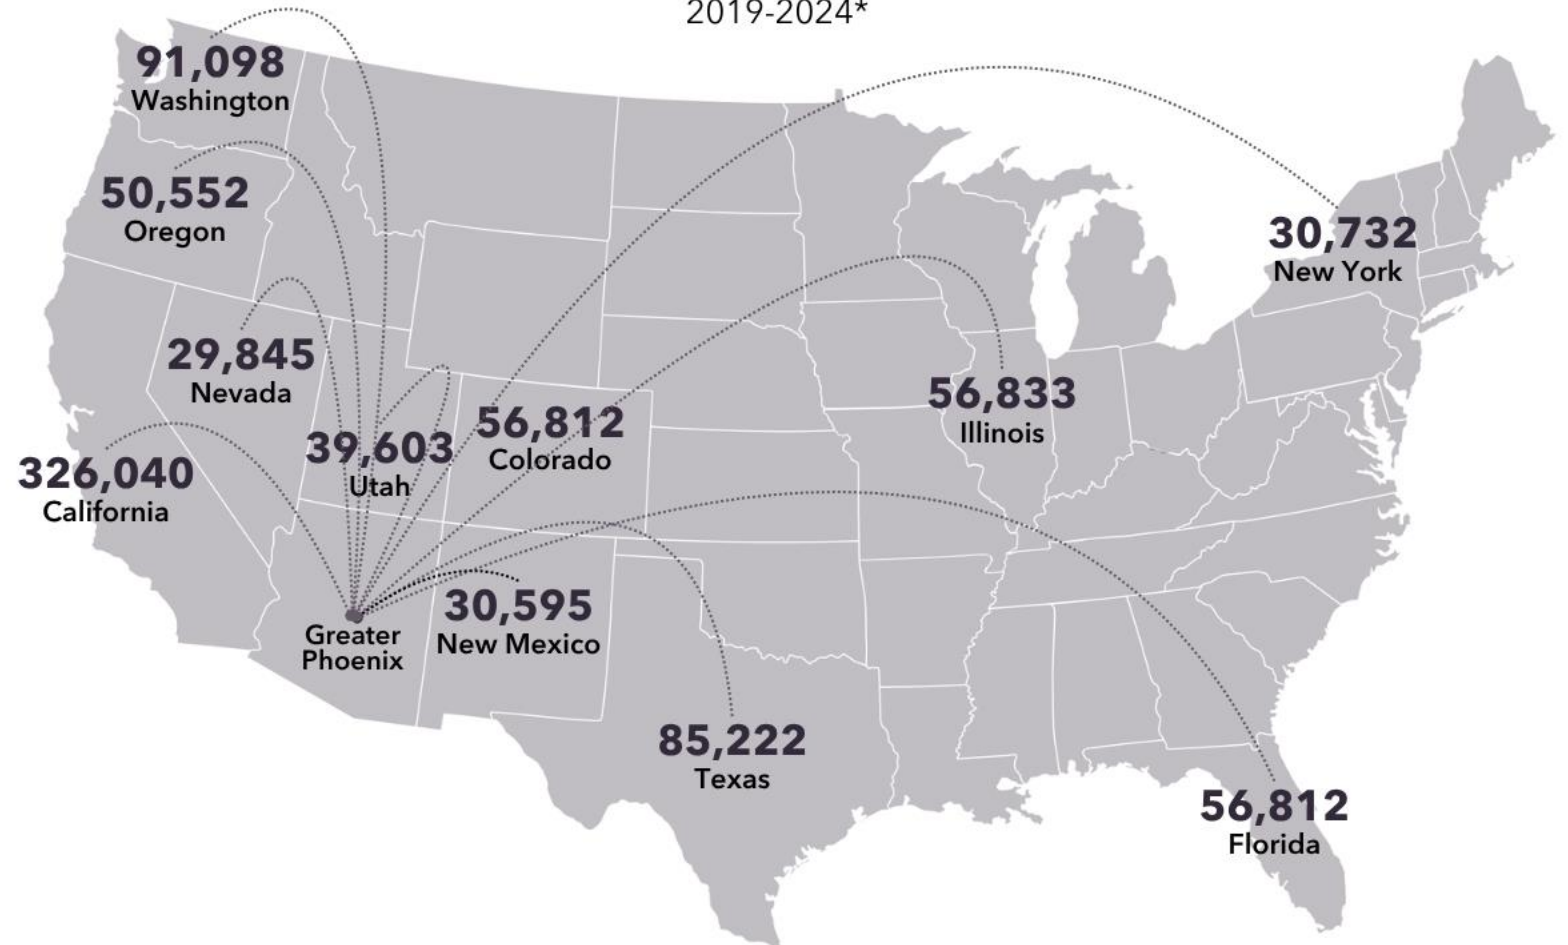 2019-2024*
91,098
Washington
50,552
Oregon
30,732
New York
29,845
Nevada
56,833
Illinois
39,603
Utah
56,812
Colorado
326,040
California
Greater
Phoenix
30,595
New Mexico
85,222
Texas
56,812
Florida